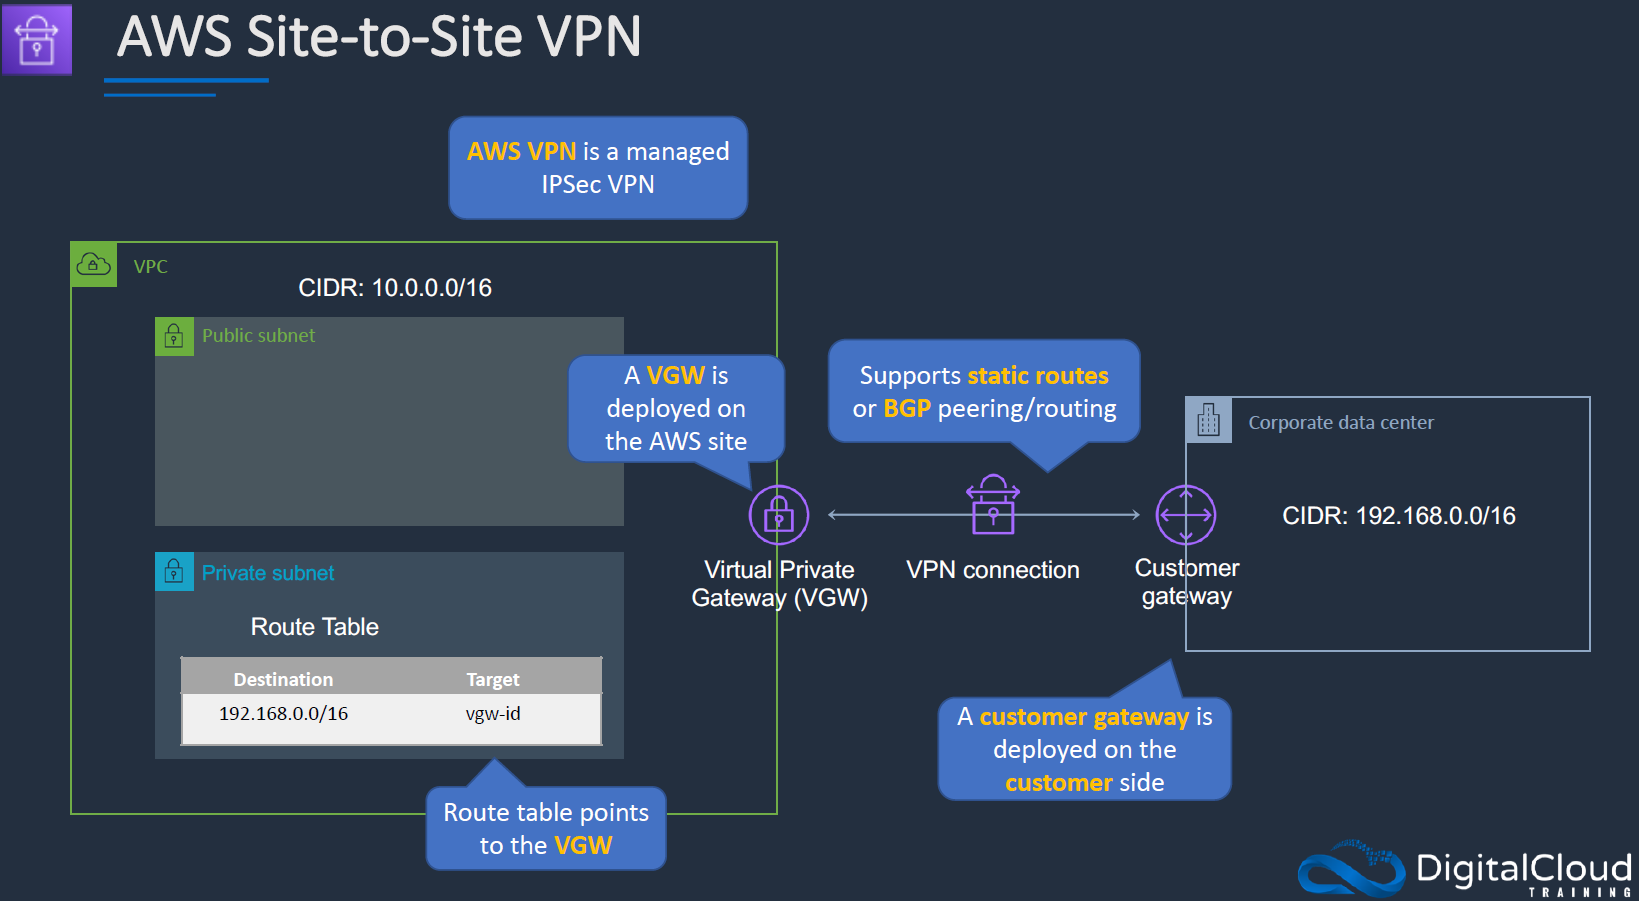 AWS Site-to-Site VPN
AWS VPN is a managed
IPSec VPN
VPC
CIDR: 10.0.0.0/16
Public subnet
A VGW is
deployed on
the AWS site
Supports static routes
or BGP peering/routing
Corporate data center
CIDR: 192.168.0.0/16
Virtual Private
Gateway (VGW)
VPN connection
Customer
gateway
Private subnet
Route Table
Destination Target
192.168.0.0/16 vgw-id
A customer gateway is
deployed on the
customer side
Route table points
to the VGW
DigitalCloud
TRAINING